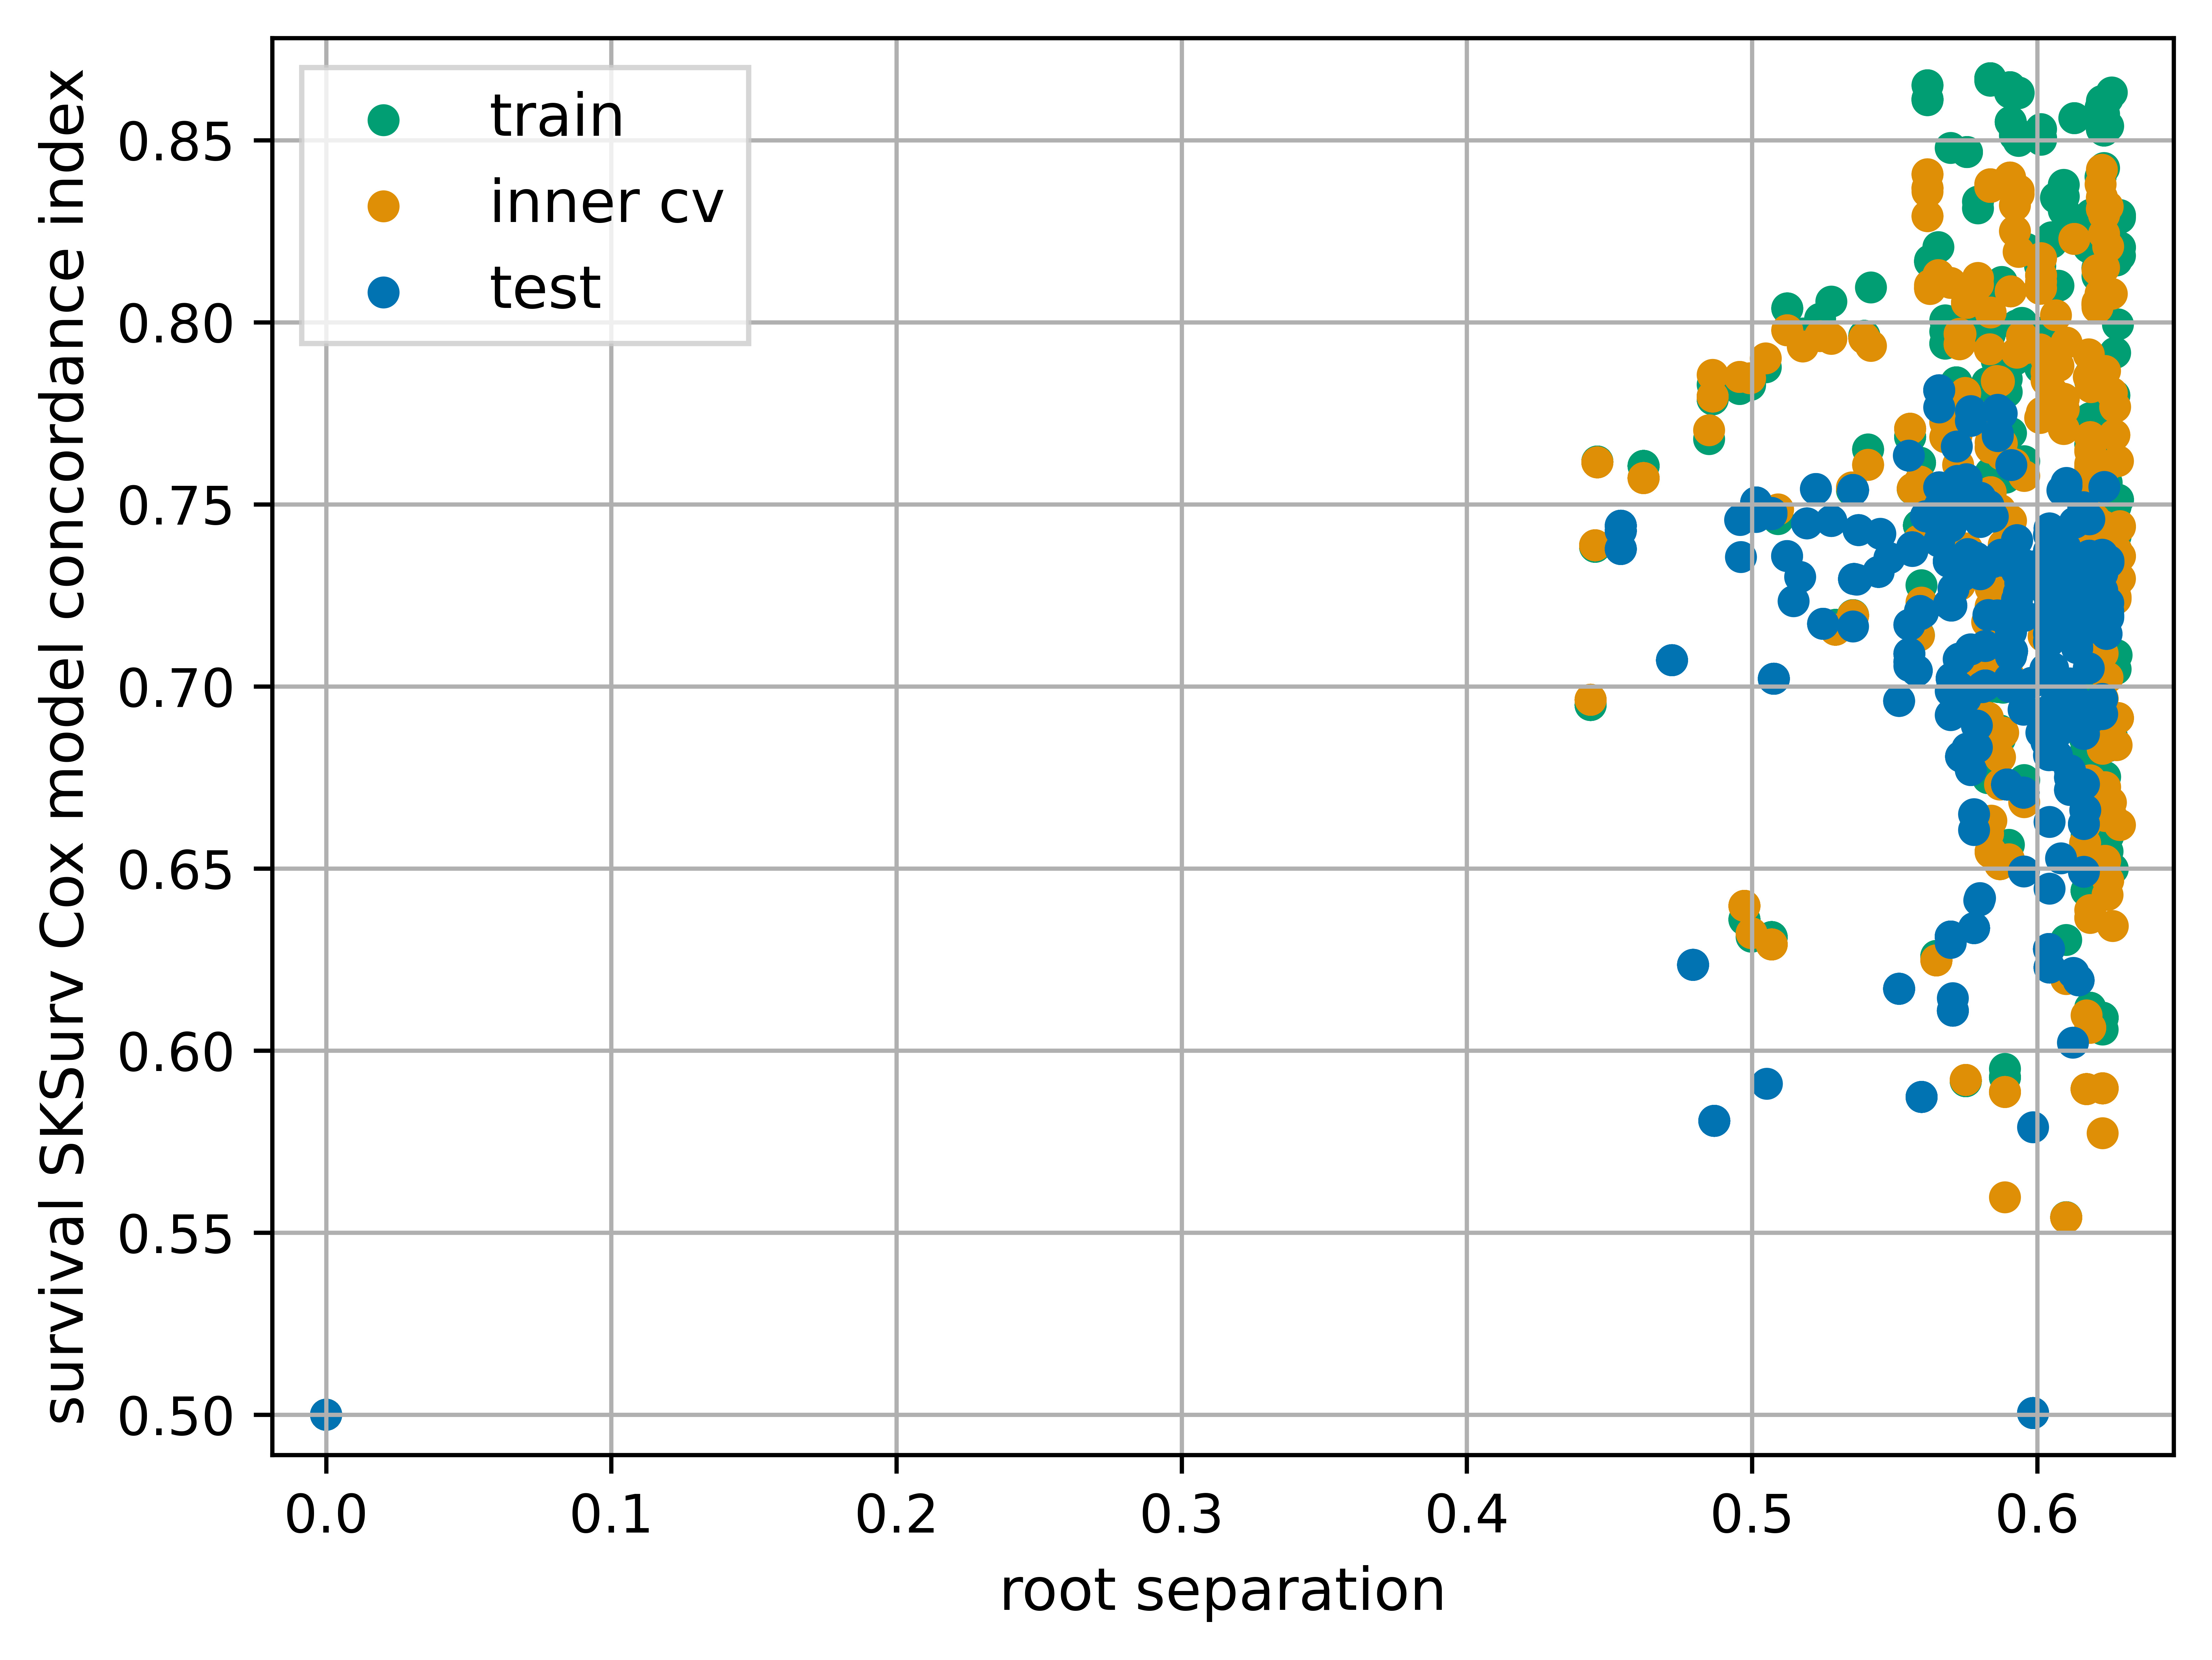 train
inner cv
test
survival SKSurv Cox model concordance index
0.85
0.80
0.75
0.70
0.65
0.60
0.55
0.50
0.0 0.1 0.2 0.3 0.4 0.5 0.6
root separation